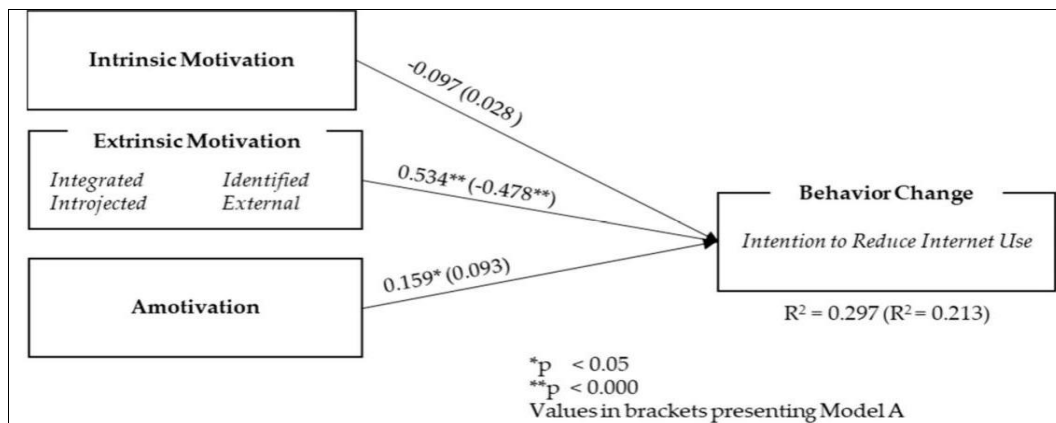 Intrinsic Motivation
-0.097 (0.028)
Extrinsic Motivation
Integrated Identified
Introjected External
0.534** (-0.478**)
Behavior Change
Intention to Reduce Internet Use
Amotivation
0.159* (0.093)
R² = 0.297 (R² = 0.213)
*p < 0.05
**p < 0.000
Values in brackets presenting Model A